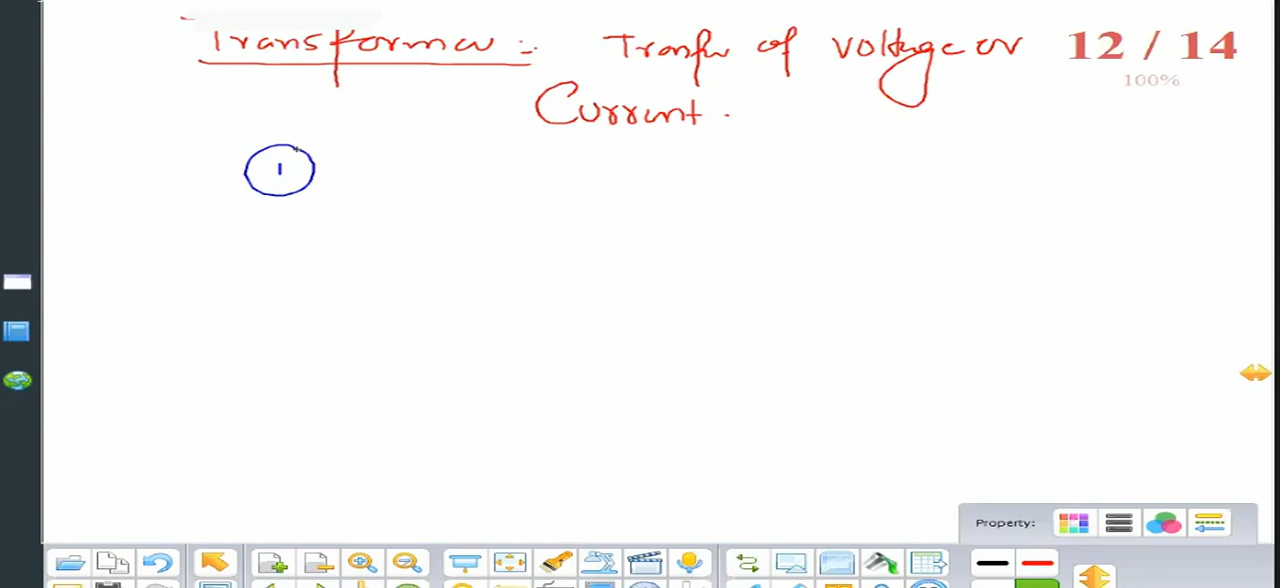 Transformer :- Transfer of voltage or 12 / 14
100%
Current .
1
Property: